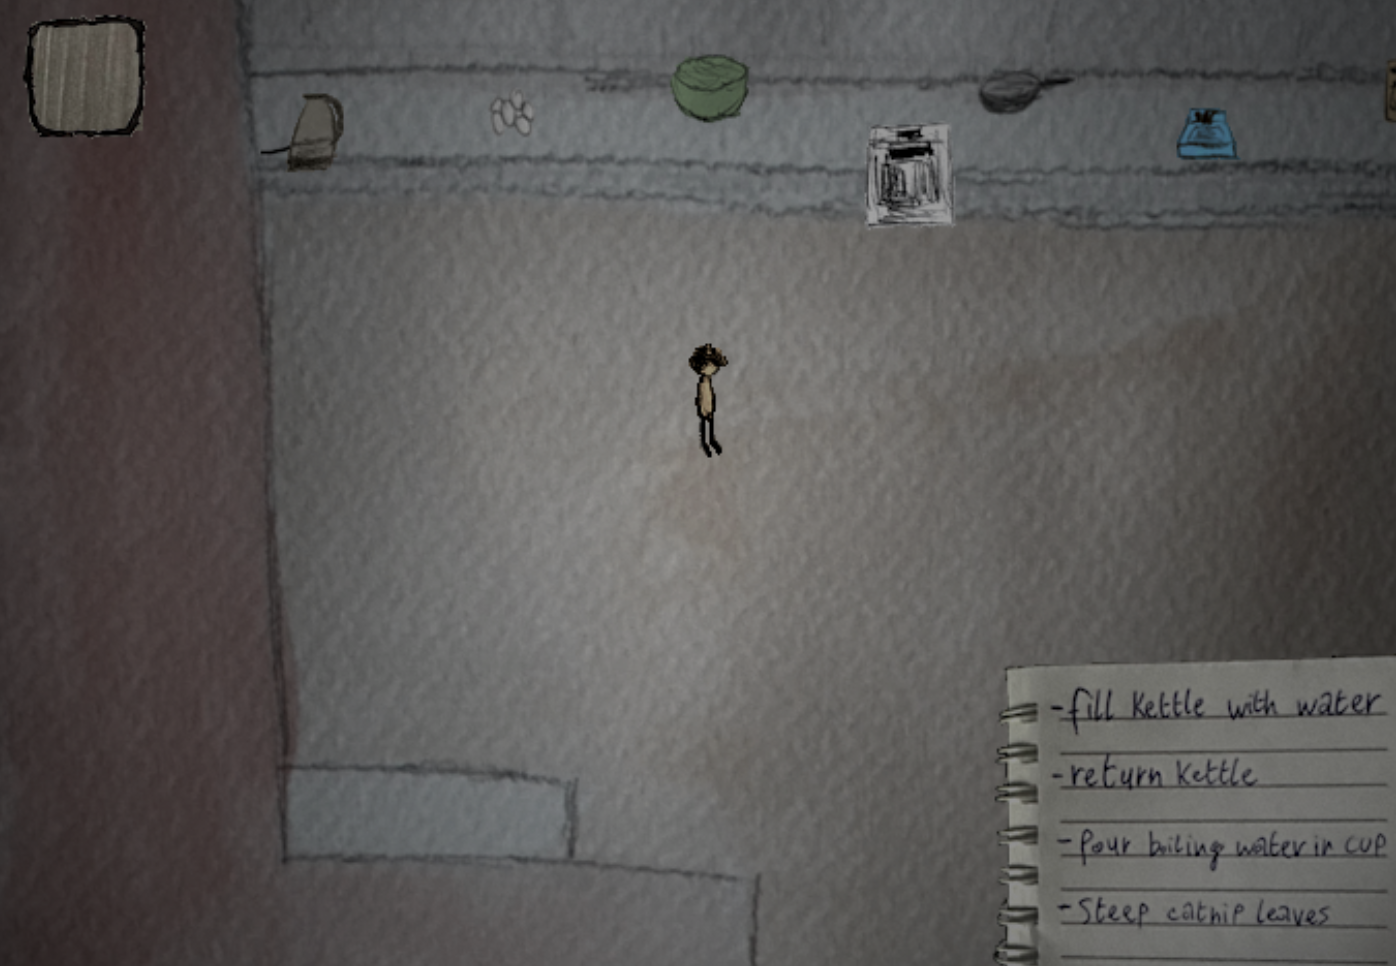 -fill Kettle with water
-return Kettle
-Pour boiling water in cup
-Steep catnip leaves